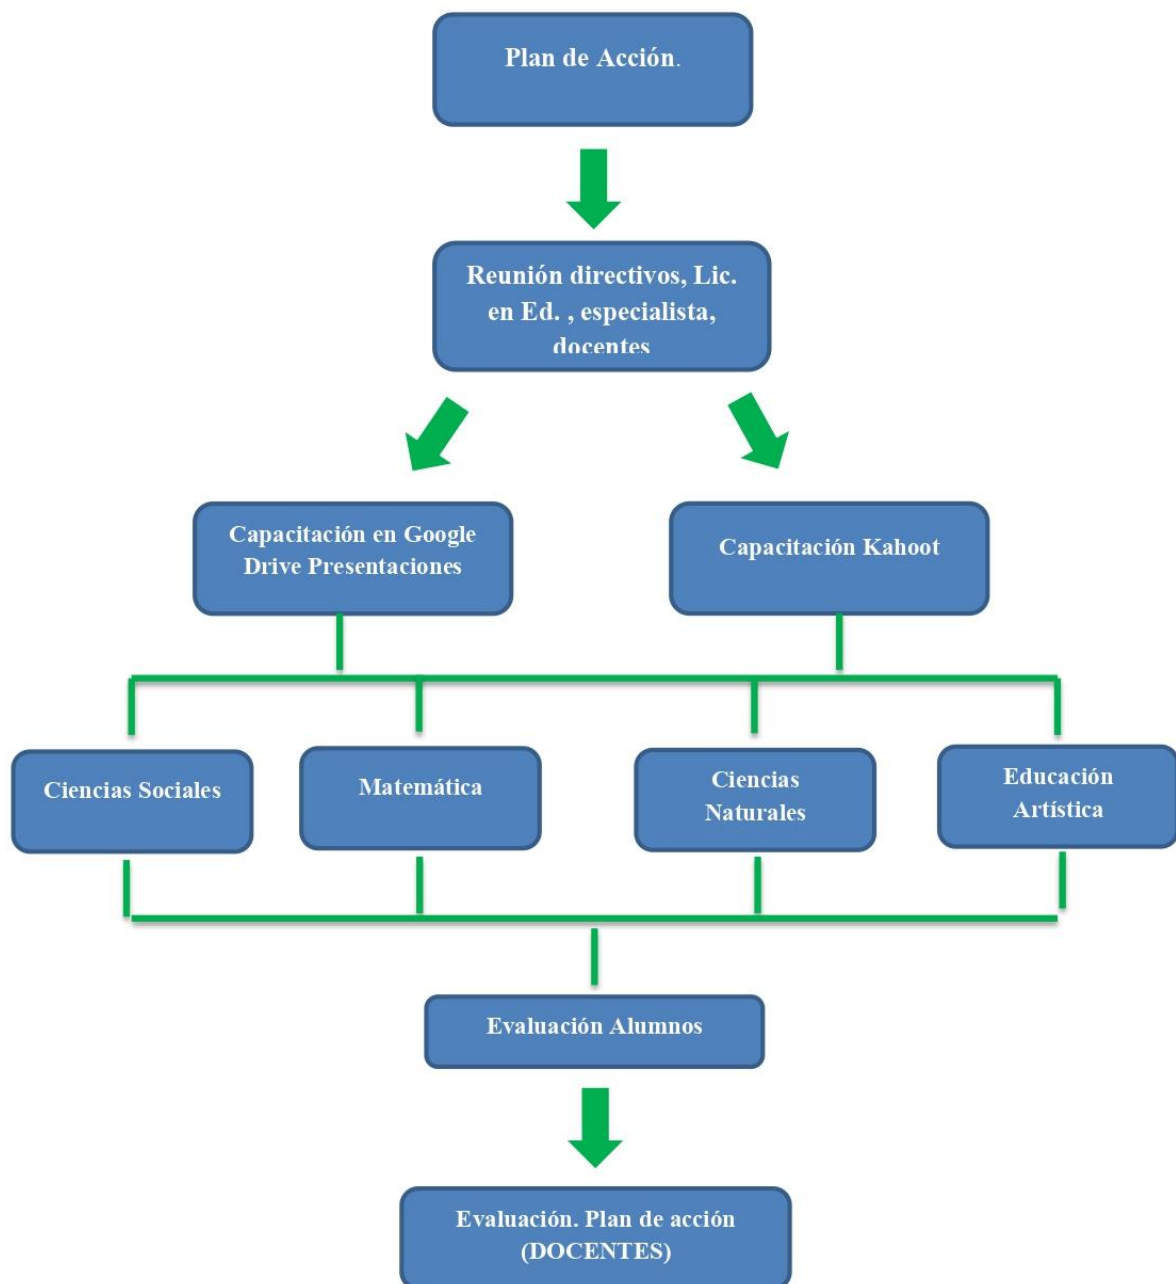 Plan de Acción.
Reunión directivos, Lic.
en Ed. , especialista,
docentes
Capacitación en Google
Drive Presentaciones
Capacitación Kahoot
Ciencias Sociales
Matemática
Ciencias
Naturales
Educación
Artística
Evaluación Alumnos
Evaluación. Plan de acción
(DOCENTES)